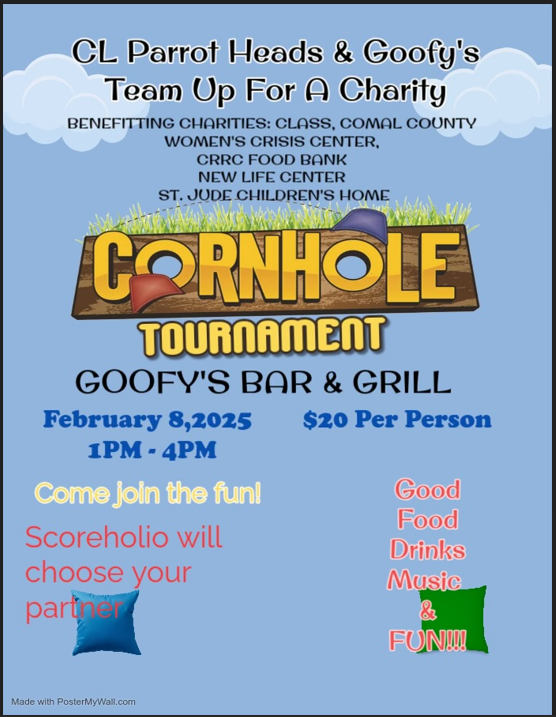 CL Parrot Heads & Goofy's
Team Up For A Charity
BENEFITTING CHARITIES: CLASS, COMAL COUNTY
WOMEN'S CRISIS CENTER,
CRRC FOOD BANK
NEW LIFE CENTER
ST. JUDE CHILDREN'S HOME
CORNHOLE
TOURNAMENT
GOOFY'S BAR & GRILL
February 8,2025
1PM - 4PM
$20 Per Person
Come join the fun!
Scoreholio will
choose your
partner
Good
Food
Drinks
Music
&
FUN!!!
Made with PosterMyWall.com